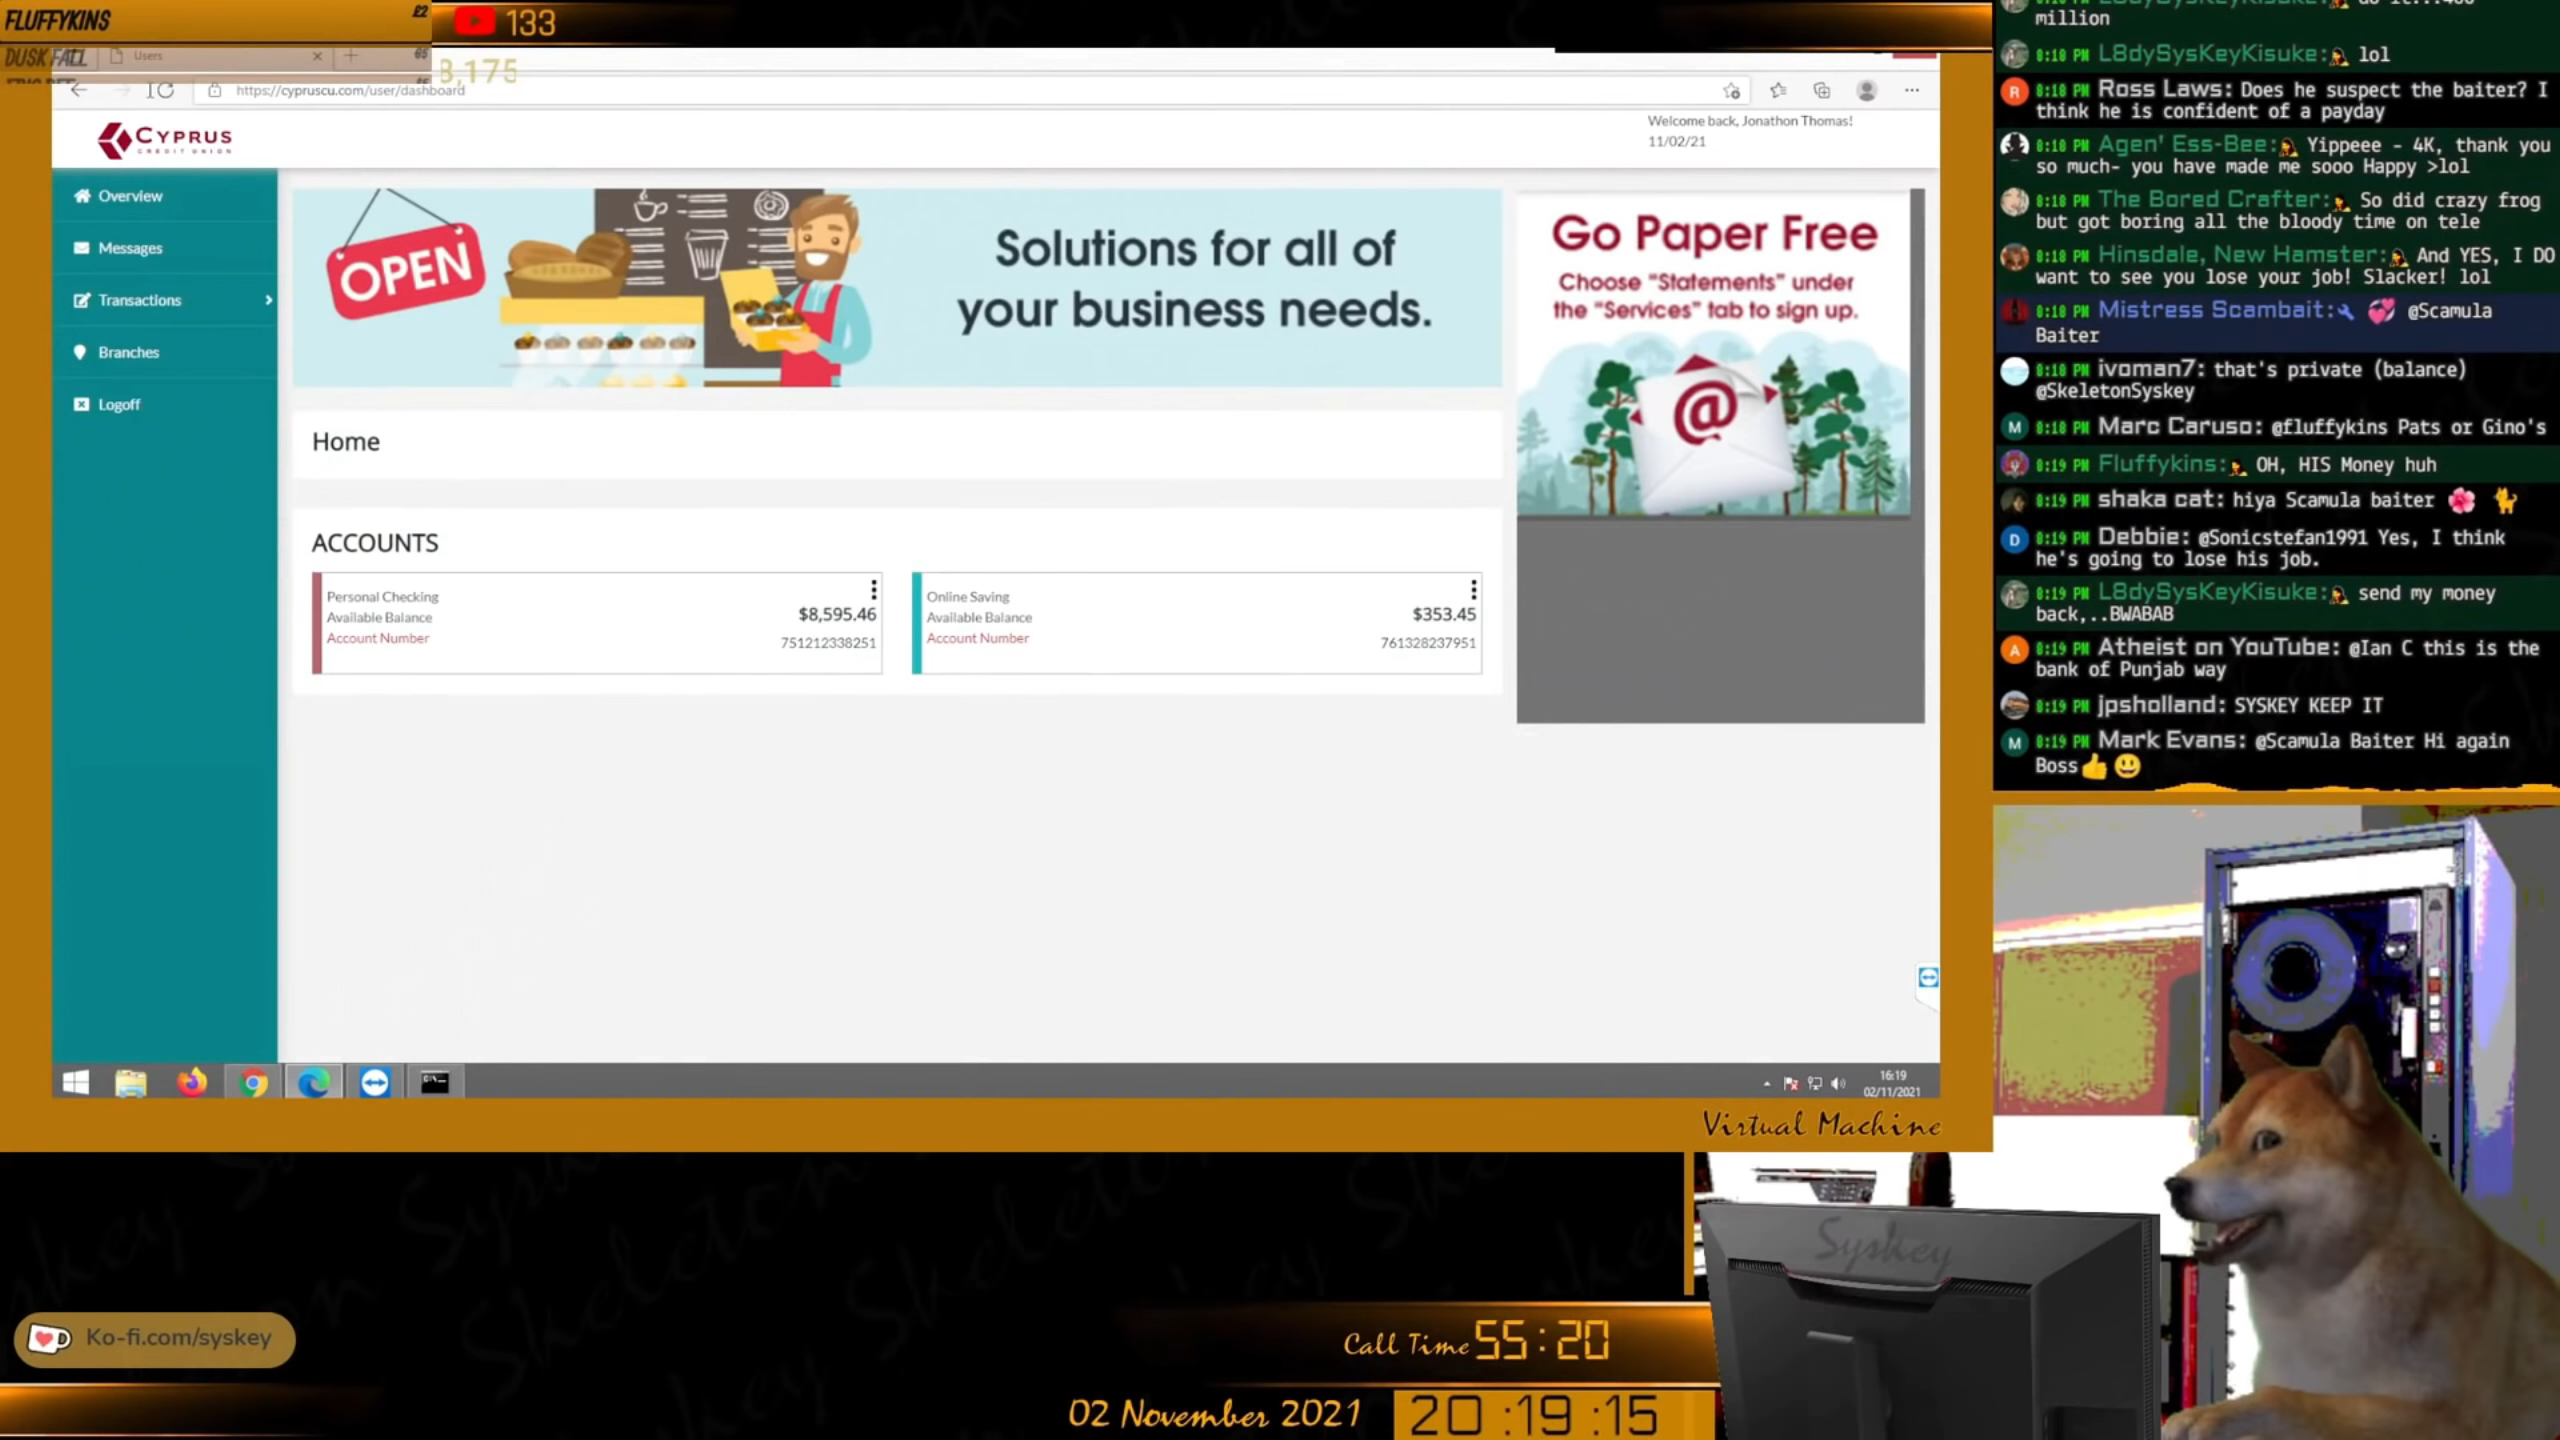 FLUFFYKINS £2
DUSK FALL
133
8,175
Users
https://cypruscu.com/user/dashboard
CYPRUS
CREDIT UNION
Welcome back, Jonathon Thomas!
11/02/21
Overview
Messages
Transactions
Branches
Logoff
OPEN
Solutions for all of
your business needs.
Go Paper Free
Choose "Statements" under
the "Services" tab to sign up.
@
Home
ACCOUNTS
Personal Checking
Available Balance $8,595.46
Account Number 751212338251
Online Saving
Available Balance $353.45
Account Number 761328237951
16:19
02/11/2021
Virtual Machine
million
8:18 PM L8dySysKeyKisuke: lol
8:18 PM Ross Laws: Does he suspect the baiter? I
think he is confident of a payday
8:18 PM Agen' Ess-Bee: Yippeee - 4K, thank you
so much- you have made me sooo Happy >lol
8:18 PM The Bored Crafter: So did crazy frog
but got boring all the bloody time on tele
8:18 PM Hinsdale, New Hamster: And YES, I DO
want to see you lose your job! Slacker! lol
8:18 PM Mistress Scambait: 💞 @Scamula
Baiter
8:18 PM ivoman7: that's private (balance)
@SkeletonSyskey
8:18 PM Marc Caruso: @fluffykins Pats or Gino's
8:19 PM Fluffykins: OH, HIS Money huh
8:19 PM shaka cat: hiya Scamula baiter 🌸 🐈
8:19 PM Debbie: @Sonicstefan1991 Yes, I think
he's going to lose his job.
8:19 PM L8dySysKeyKisuke: send my money
back,..BWABAB
8:19 PM Atheist on YouTube: @Ian C this is the
bank of Punjab way
8:19 PM jpsholland: SYSKEY KEEP IT
8:19 PM Mark Evans: @Scamula Baiter Hi again
Boss👍😃
Syskey
Ko-fi.com/syskey
Call Time 55:20
02 November 2021 20:19:15